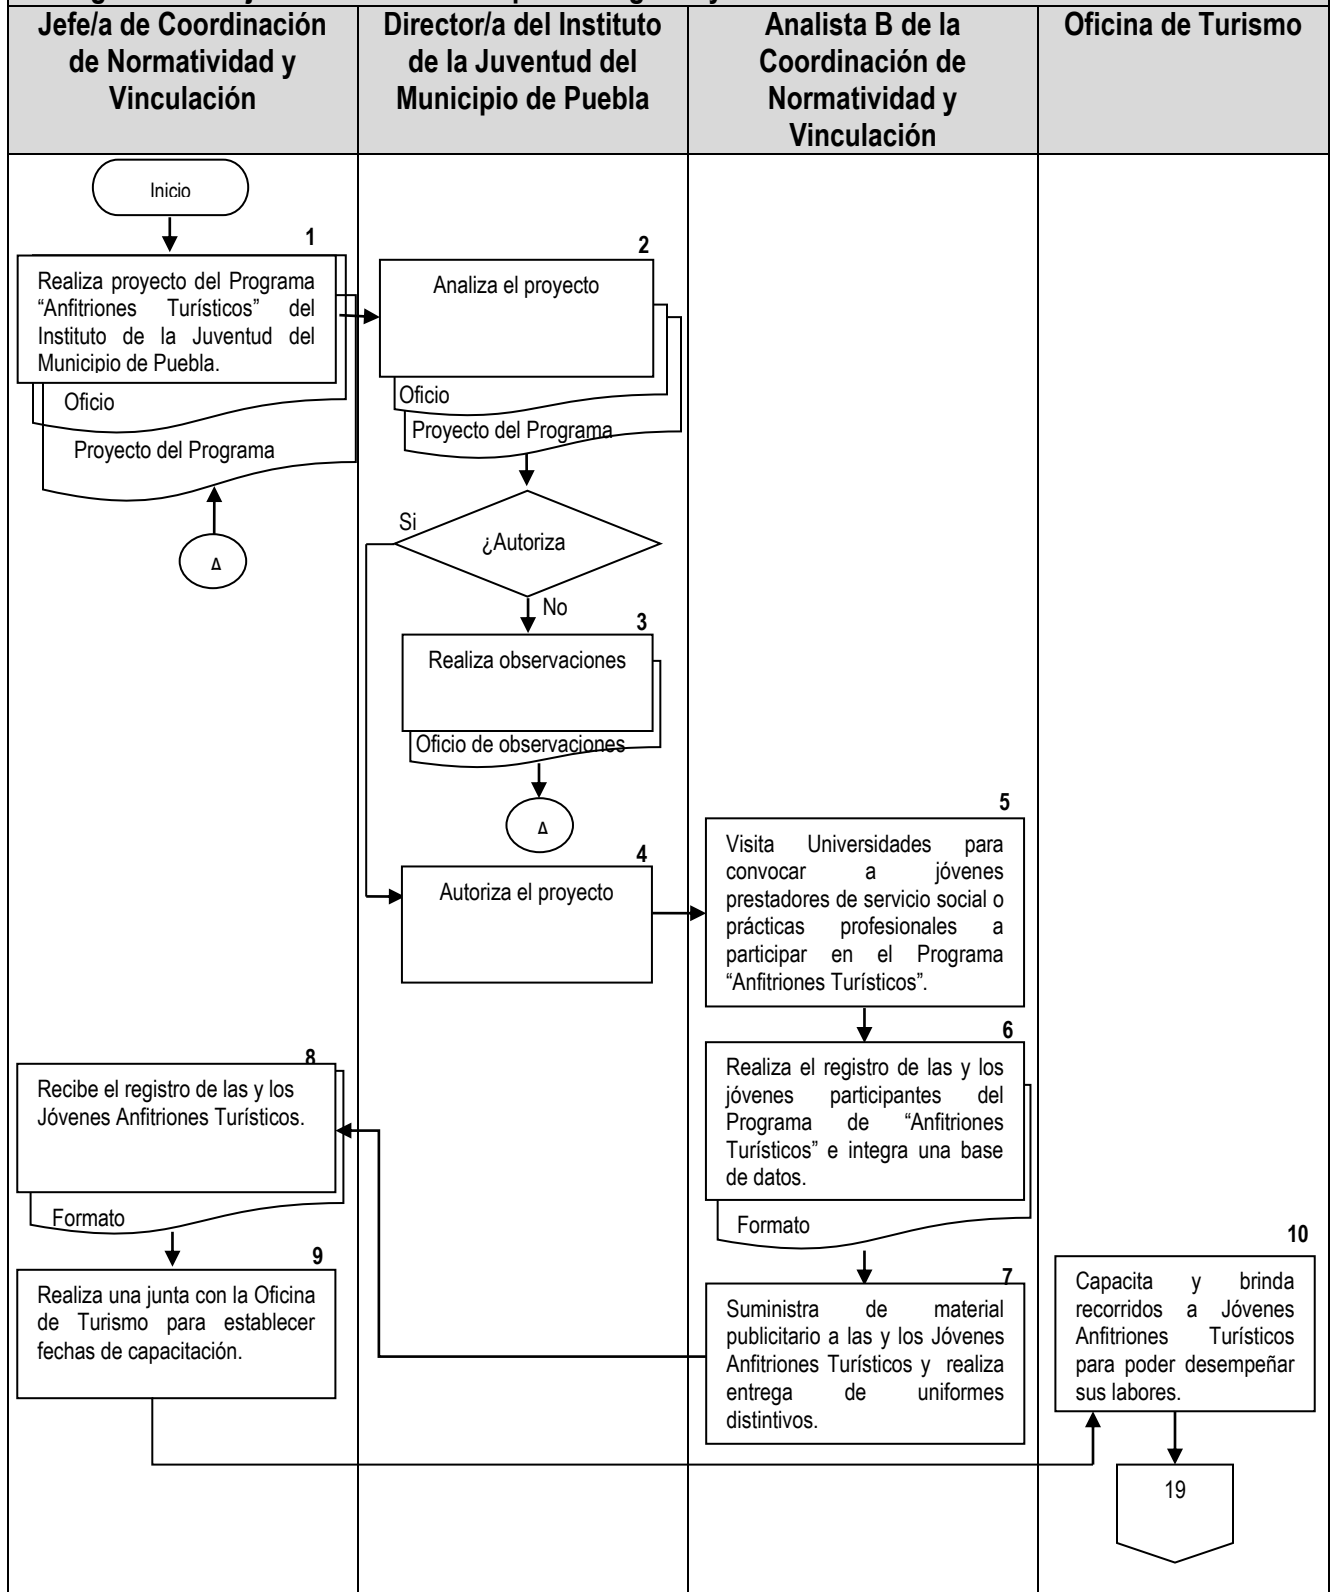 Jefe/a de Coordinación
de Normatividad y
Vinculación
Director/a del Instituto
de la Juventud del
Municipio de Puebla
Analista B de la
Coordinación de
Normatividad y
Vinculación
Oficina de Turismo
Inicio
1
Realiza proyecto del Programa
“Anfitriones Turísticos” del
Instituto de la Juventud del
Municipio de Puebla.
Oficio
Proyecto del Programa
A
2
Analiza el proyecto
Oficio
Proyecto del Programa
Si
¿Autoriza
No
3
Realiza observaciones
Oficio de observaciones
A
4
Autoriza el proyecto
5
Visita Universidades para
convocar a jóvenes
prestadores de servicio social o
prácticas profesionales a
participar en el Programa
“Anfitriones Turísticos”.
6
Realiza el registro de las y los
jóvenes participantes del
Programa de “Anfitriones
Turísticos” e integra una base
de datos.
Formato
7
Suministra de material
publicitario a las y los Jóvenes
Anfitriones Turísticos y realiza
entrega de uniformes
distintivos.
8
Recibe el registro de las y los
Jóvenes Anfitriones Turísticos.
Formato
9
Realiza una junta con la Oficina
de Turismo para establecer
fechas de capacitación.
10
Capacita y brinda
recorridos a Jóvenes
Anfitriones Turísticos
para poder desempeñar
sus labores.
19